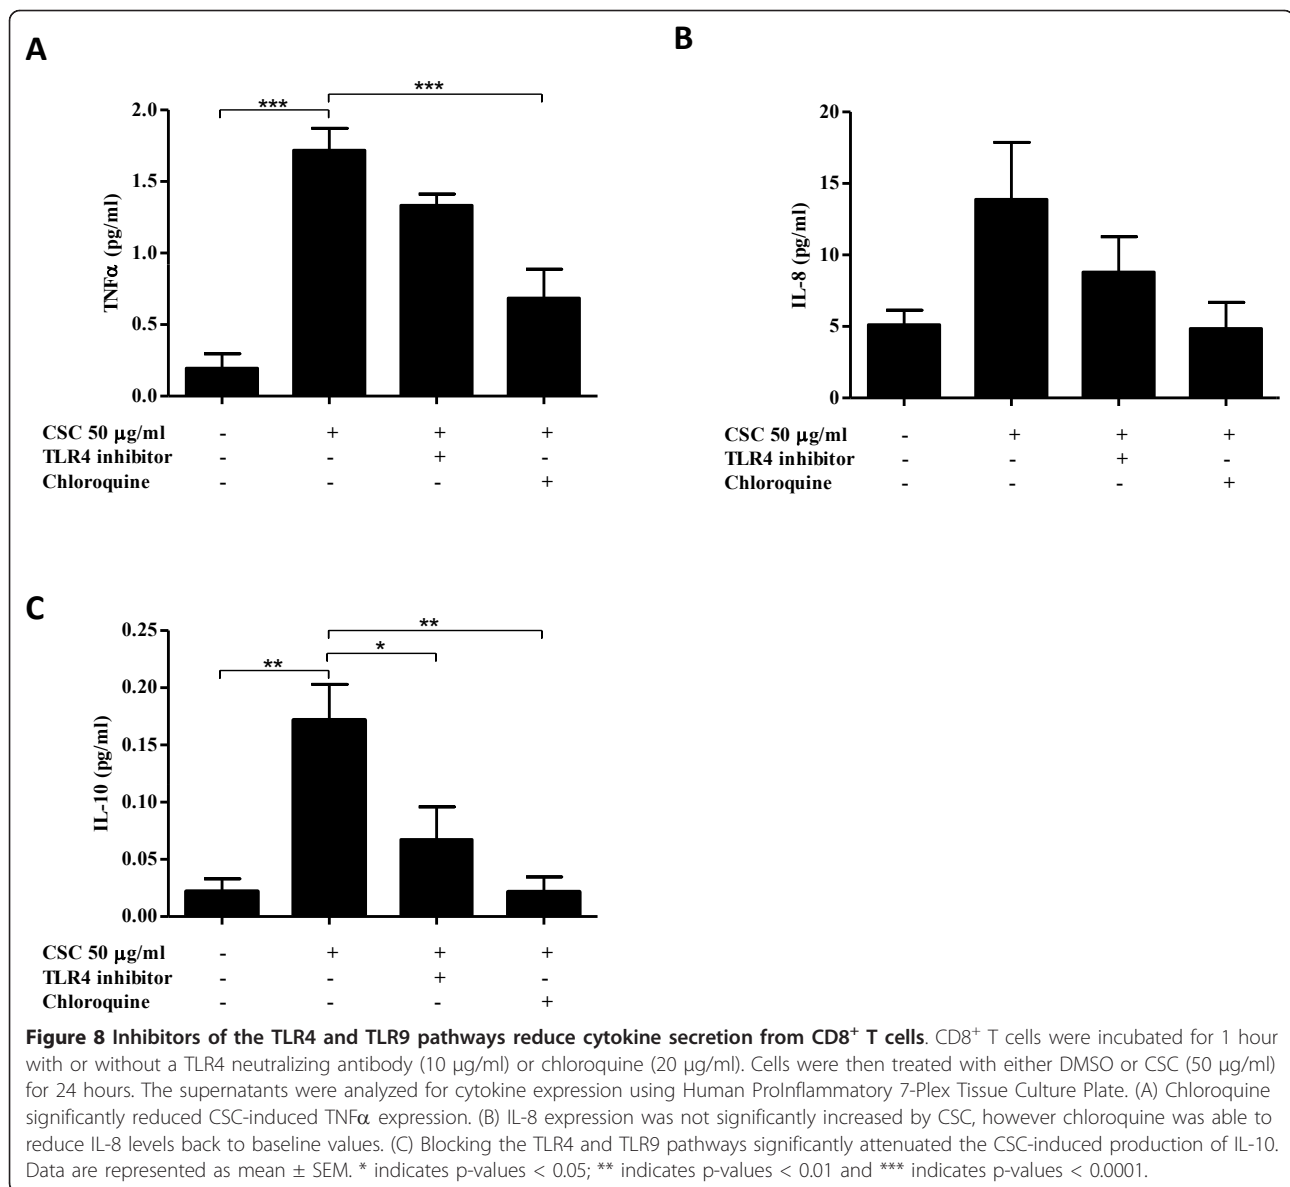 A
***
***
2.0
1.5
1.0
0.5
0.0
TNFα (pg/ml)
CSC 50 μg/ml - + + +
TLR4 inhibitor - - + -
Chloroquine - - - +
B
20
15
10
5
0
IL-8 (pg/ml)
CSC 50 μg/ml - + + +
TLR4 inhibitor - - + -
Chloroquine - - - +
C
**
*
**
0.25
0.20
0.15
0.10
0.05
0.00
IL-10 (pg/ml)
CSC 50 μg/ml - + + +
TLR4 inhibitor - - + -
Chloroquine - - - +
Figure 8 Inhibitors of the TLR4 and TLR9 pathways reduce cytokine secretion from CD8⁺ T cells. CD8⁺ T cells were incubated for 1 hour
with or without a TLR4 neutralizing antibody (10 μg/ml) or chloroquine (20 μg/ml). Cells were then treated with either DMSO or CSC (50 μg/ml)
for 24 hours. The supernatants were analyzed for cytokine expression using Human ProInflammatory 7-Plex Tissue Culture Plate. (A) Chloroquine
significantly reduced CSC-induced TNFα expression. (B) IL-8 expression was not significantly increased by CSC, however chloroquine was able to
reduce IL-8 levels back to baseline values. (C) Blocking the TLR4 and TLR9 pathways significantly attenuated the CSC-induced production of IL-10.
Data are represented as mean ± SEM. * indicates p-values < 0.05; ** indicates p-values < 0.01 and *** indicates p-values < 0.0001.